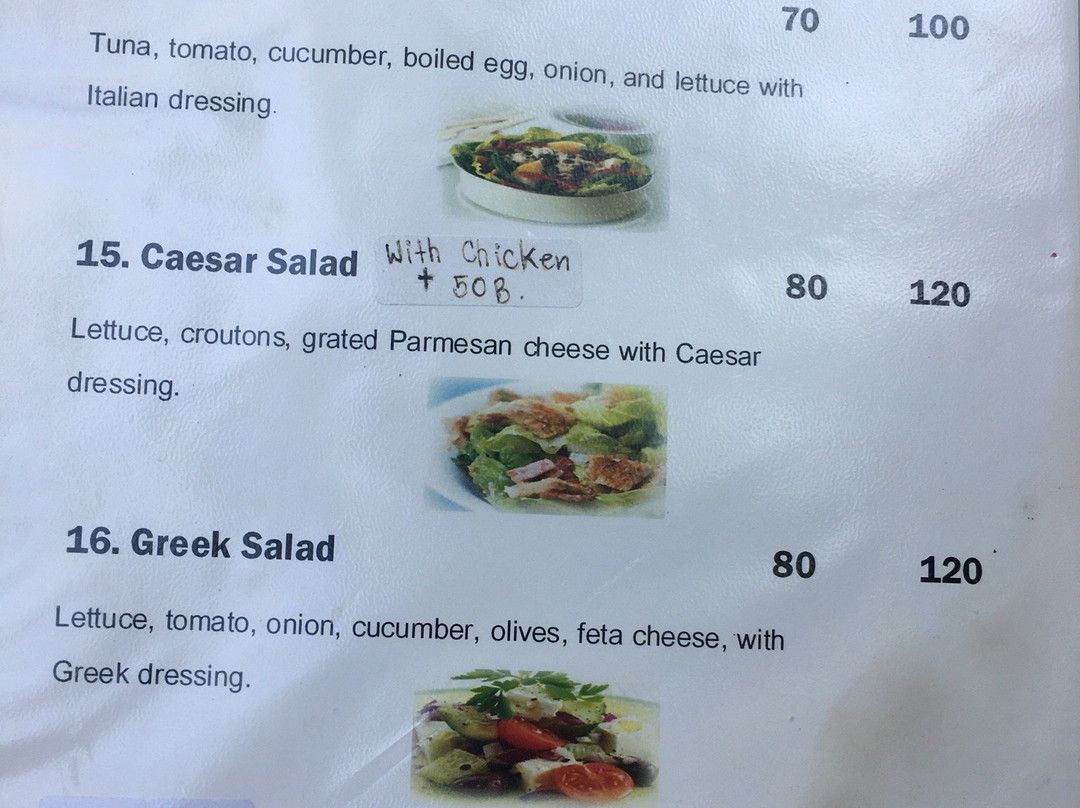 70 100
Tuna, tomato, cucumber, boiled egg, onion, and lettuce with
Italian dressing.
15. Caesar Salad With Chicken
+ 50B.
80 120
Lettuce, croutons, grated Parmesan cheese with Caesar
dressing.
16. Greek Salad 80 120
Lettuce, tomato, onion, cucumber, olives, feta cheese, with
Greek dressing.